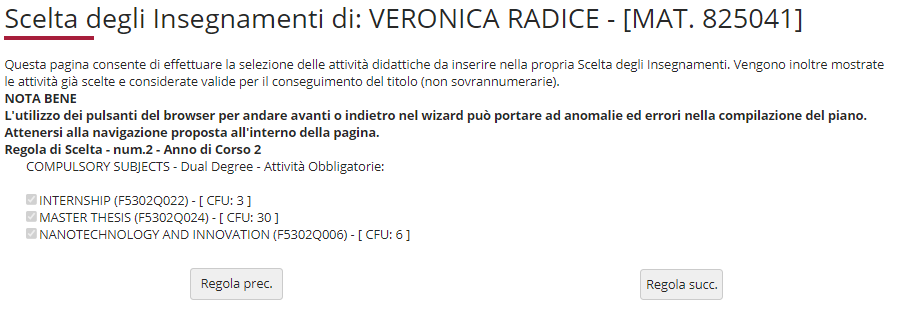 Scelta degli Insegnamenti di: VERONICA RADICE - [MAT. 825041]
Questa pagina consente di effettuare la selezione delle attività didattiche da inserire nella propria Scelta degli Insegnamenti. Vengono inoltre mostrate
le attività già scelte e considerate valide per il conseguimento del titolo (non sovrannumerarie).
NOTA BENE
L'utilizzo dei pulsanti del browser per andare avanti o indietro nel wizard può portare ad anomalie ed errori nella compilazione del piano.
Attenersi alla navigazione proposta all'interno della pagina.
Regola di Scelta - num.2 - Anno di Corso 2
COMPULSORY SUBJECTS - Dual Degree - Attività Obbligatorie:
INTERNSHIP (F5302Q022) - [ CFU: 3 ]
MASTER THESIS (F5302Q024) - [ CFU: 30 ]
NANOTECHNOLOGY AND INNOVATION (F5302Q006) - [ CFU: 6 ]
Regola prec.
Regola succ.